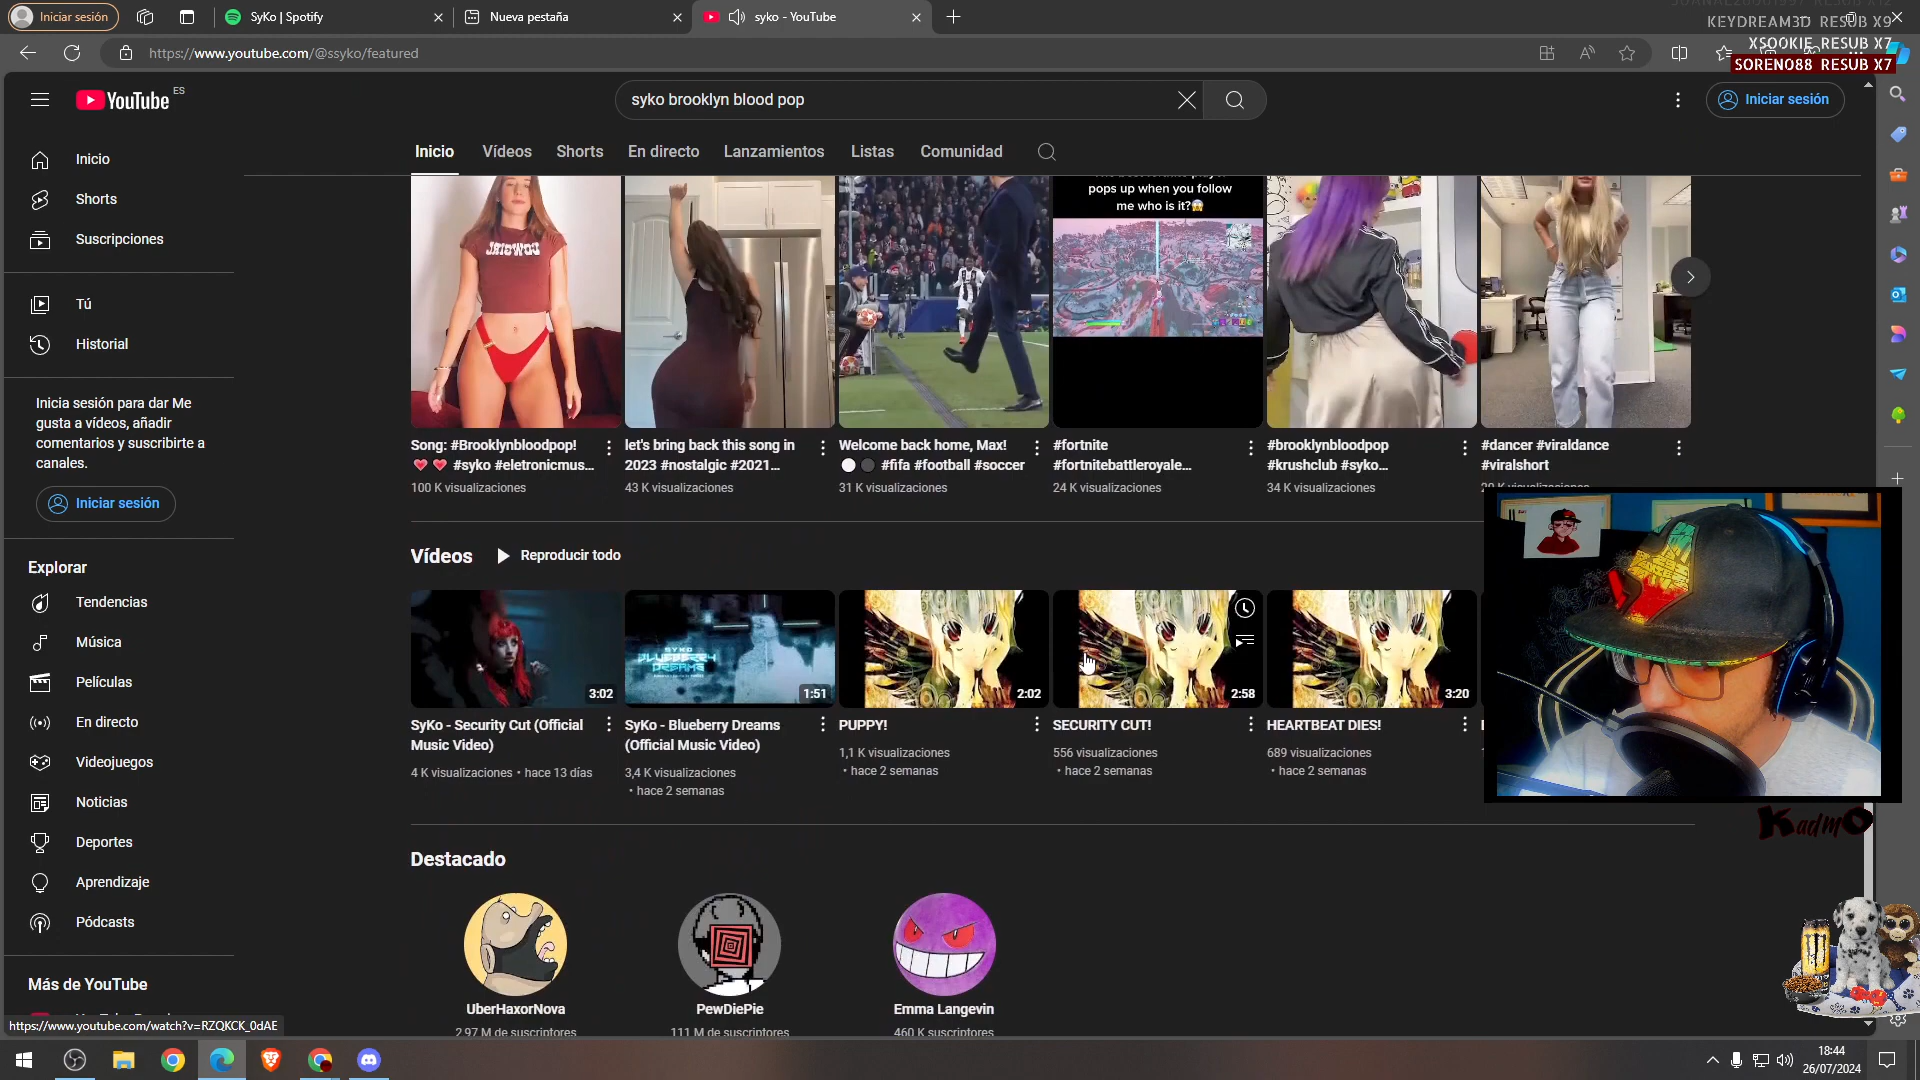 Iniciar sesión
SyKo | Spotify
Nueva pestaña
syko - YouTube
KEYDREAM3D RESUB X9
XSOOKIE RESUB X7
SOREN088 RESUB X7
https://www.youtube.com/@ssyko/featured
YouTube ES
syko brooklyn blood pop
Iniciar sesión
Inicio Vídeos Shorts En directo Lanzamientos Listas Comunidad
Inicio
Shorts
Suscripciones
Tú
Historial
Inicia sesión para dar Me
gusta a vídeos, añadir
comentarios y suscribirte a
canales.
Iniciar sesión
Explorar
Tendencias
Música
Películas
En directo
Videojuegos
Noticias
Deportes
Aprendizaje
Pódcasts
Más de YouTube
pops up when you follow
me who is it?😱
Song: #Brooklynbloodpop!
❤️ ❤️ #syko #eletronicmus...
100 K visualizaciones
let's bring back this song in
2023 #nostalgic #2021...
43 K visualizaciones
Welcome back home, Max!
⚪ ⚫ #fifa #football #soccer
31 K visualizaciones
#fortnite
#fortnitebattleroyale...
24 K visualizaciones
#brooklynbloodpop
#krushclub #syko...
34 K visualizaciones
#dancer #viraldance
#viralshort
Vídeos
Reproducir todo
3:02
SyKo - Security Cut (Official
Music Video)
4 K visualizaciones • hace 13 días
SYKO
BLUEBERRY
DREAMS
1:51
SyKo - Blueberry Dreams
(Official Music Video)
3,4 K visualizaciones
• hace 2 semanas
2:02
PUPPY!
1,1 K visualizaciones
• hace 2 semanas
2:58
SECURITY CUT!
556 visualizaciones
• hace 2 semanas
3:20
HEARTBEAT DIES!
689 visualizaciones
• hace 2 semanas
Kadmo
Destacado
UberHaxorNova
2,97 M de suscriptores
PewDiePie
111 M de suscriptores
Emma Langevin
460 K suscriptores
https://www.youtube.com/watch?v=RZQKCK_0dAE
18:44
26/07/2024